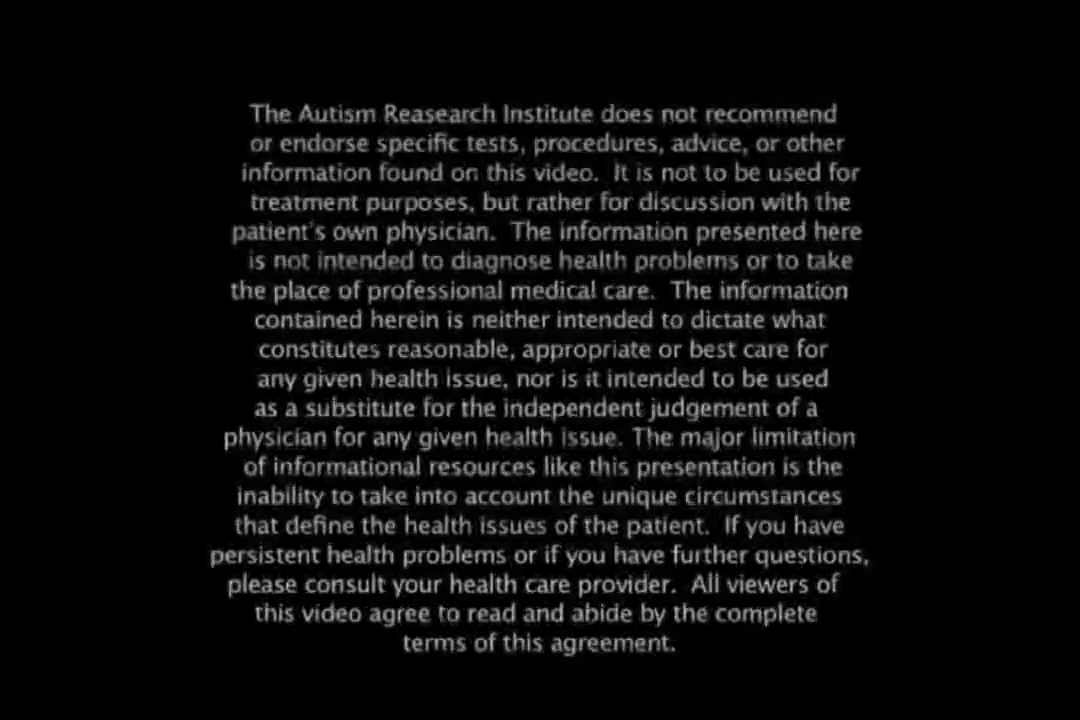 The Autism Reasearch Institute does not recommend
or endorse specific tests, procedures, advice, or other
information found on this video. It is not to be used for
treatment purposes, but rather for discussion with the
patient's own physician. The information presented here
is not intended to diagnose health problems or to take
the place of professional medical care. The information
contained herein is neither intended to dictate what
constitutes reasonable, appropriate or best care for
any given health issue, nor is it intended to be used
as a substitute for the independent judgement of a
physician for any given health issue. The major limitation
of informational resources like this presentation is the
inability to take into account the unique circumstances
that define the health issues of the patient. If you have
persistent health problems or if you have further questions,
please consult your health care provider. All viewers of
this video agree to read and abide by the complete
terms of this agreement.